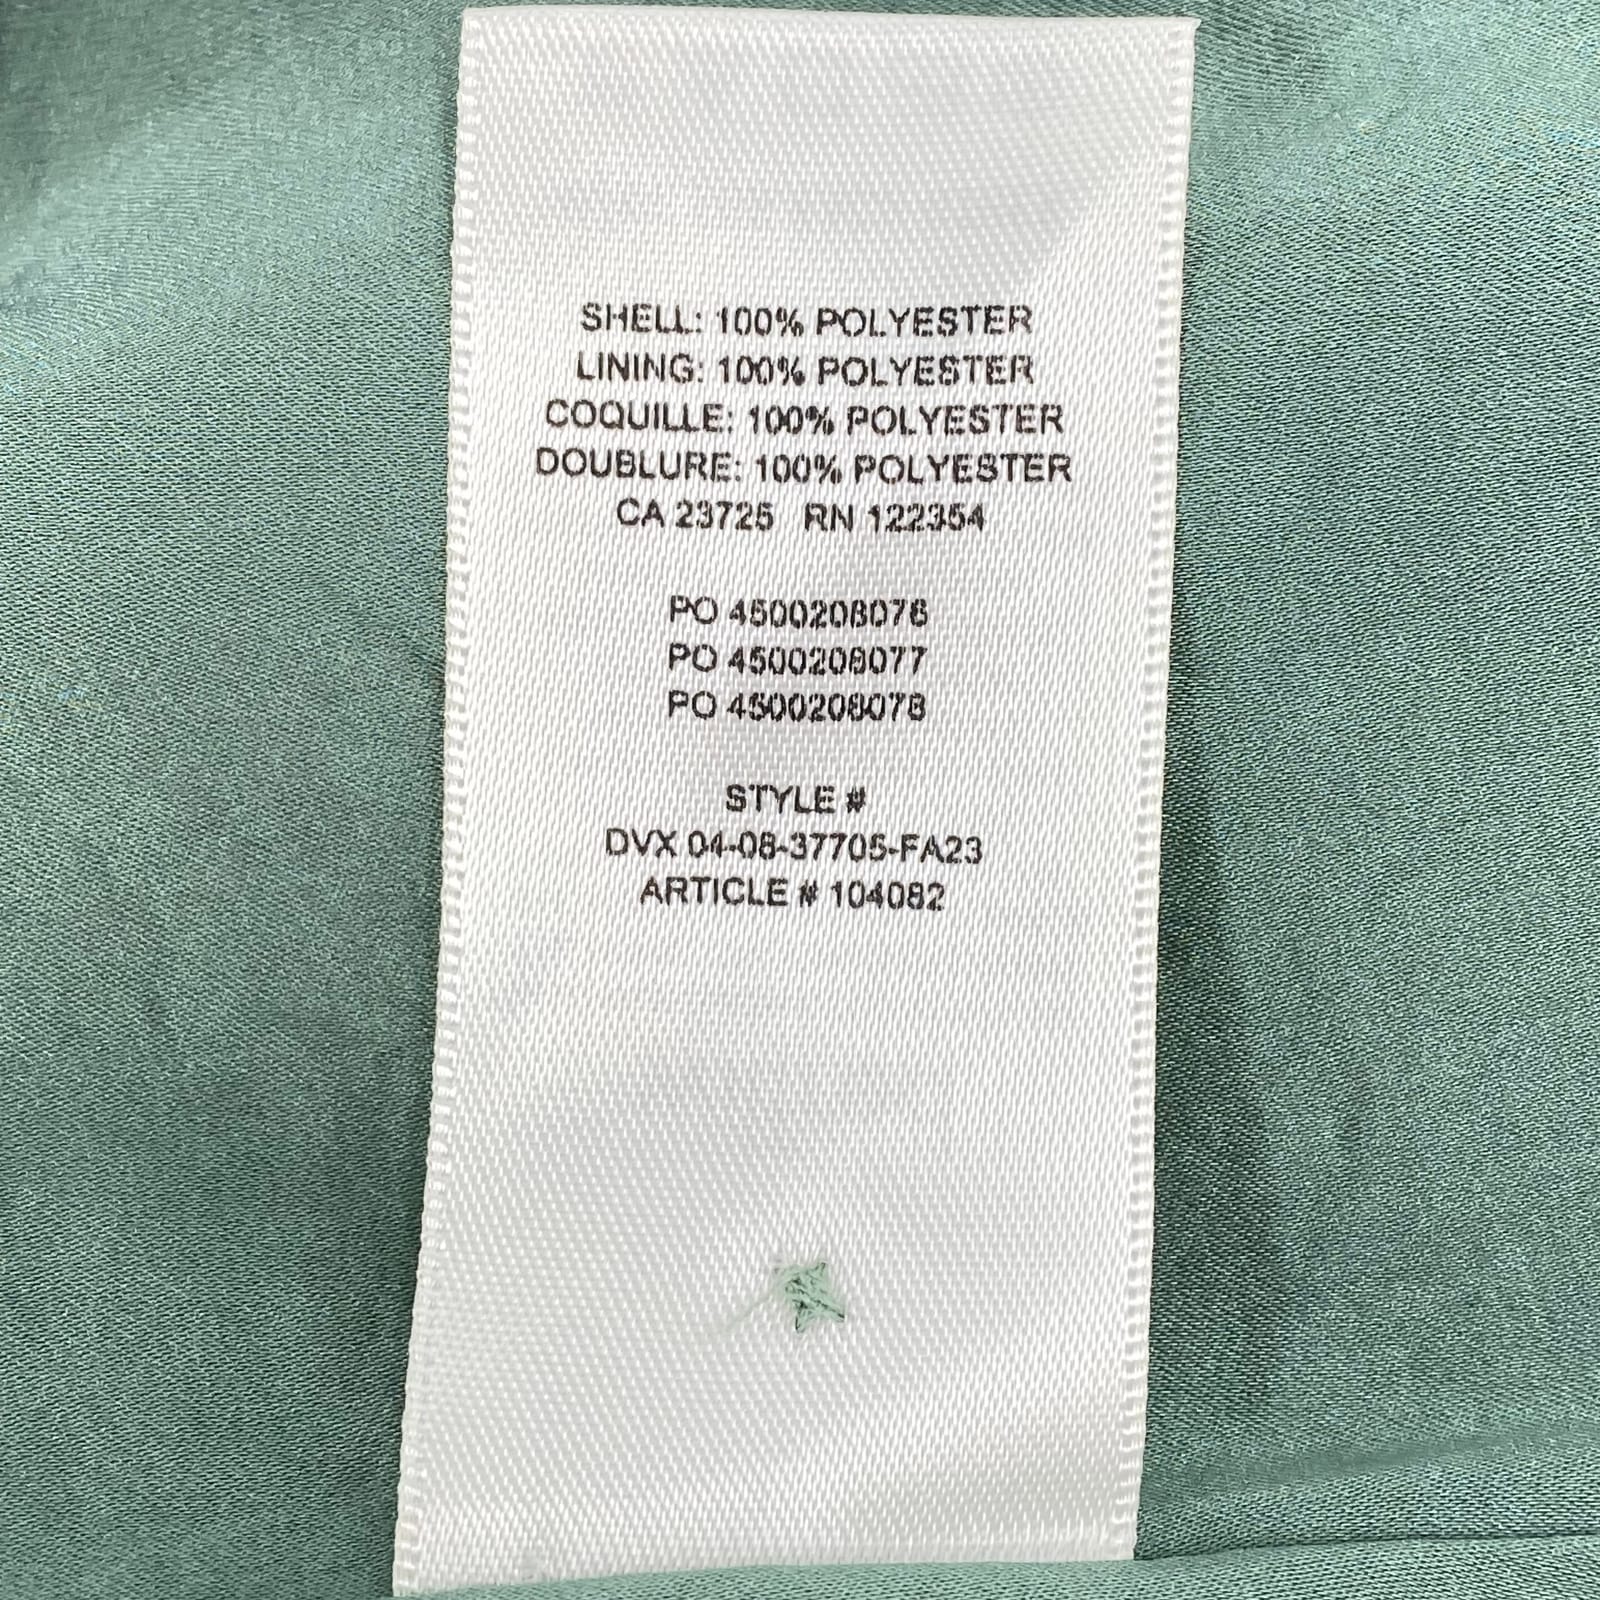 SHELL: 100% POLYESTER
LINING: 100% POLYESTER
COQUILLE: 100% POLYESTER
DOUBLURE: 100% POLYESTER
CA 23725 RN 122354
PO 4500208076
PO 4500208077
PO 4500208078
STYLE #
DVX 04-08-37705-FA23
ARTICLE # 104082